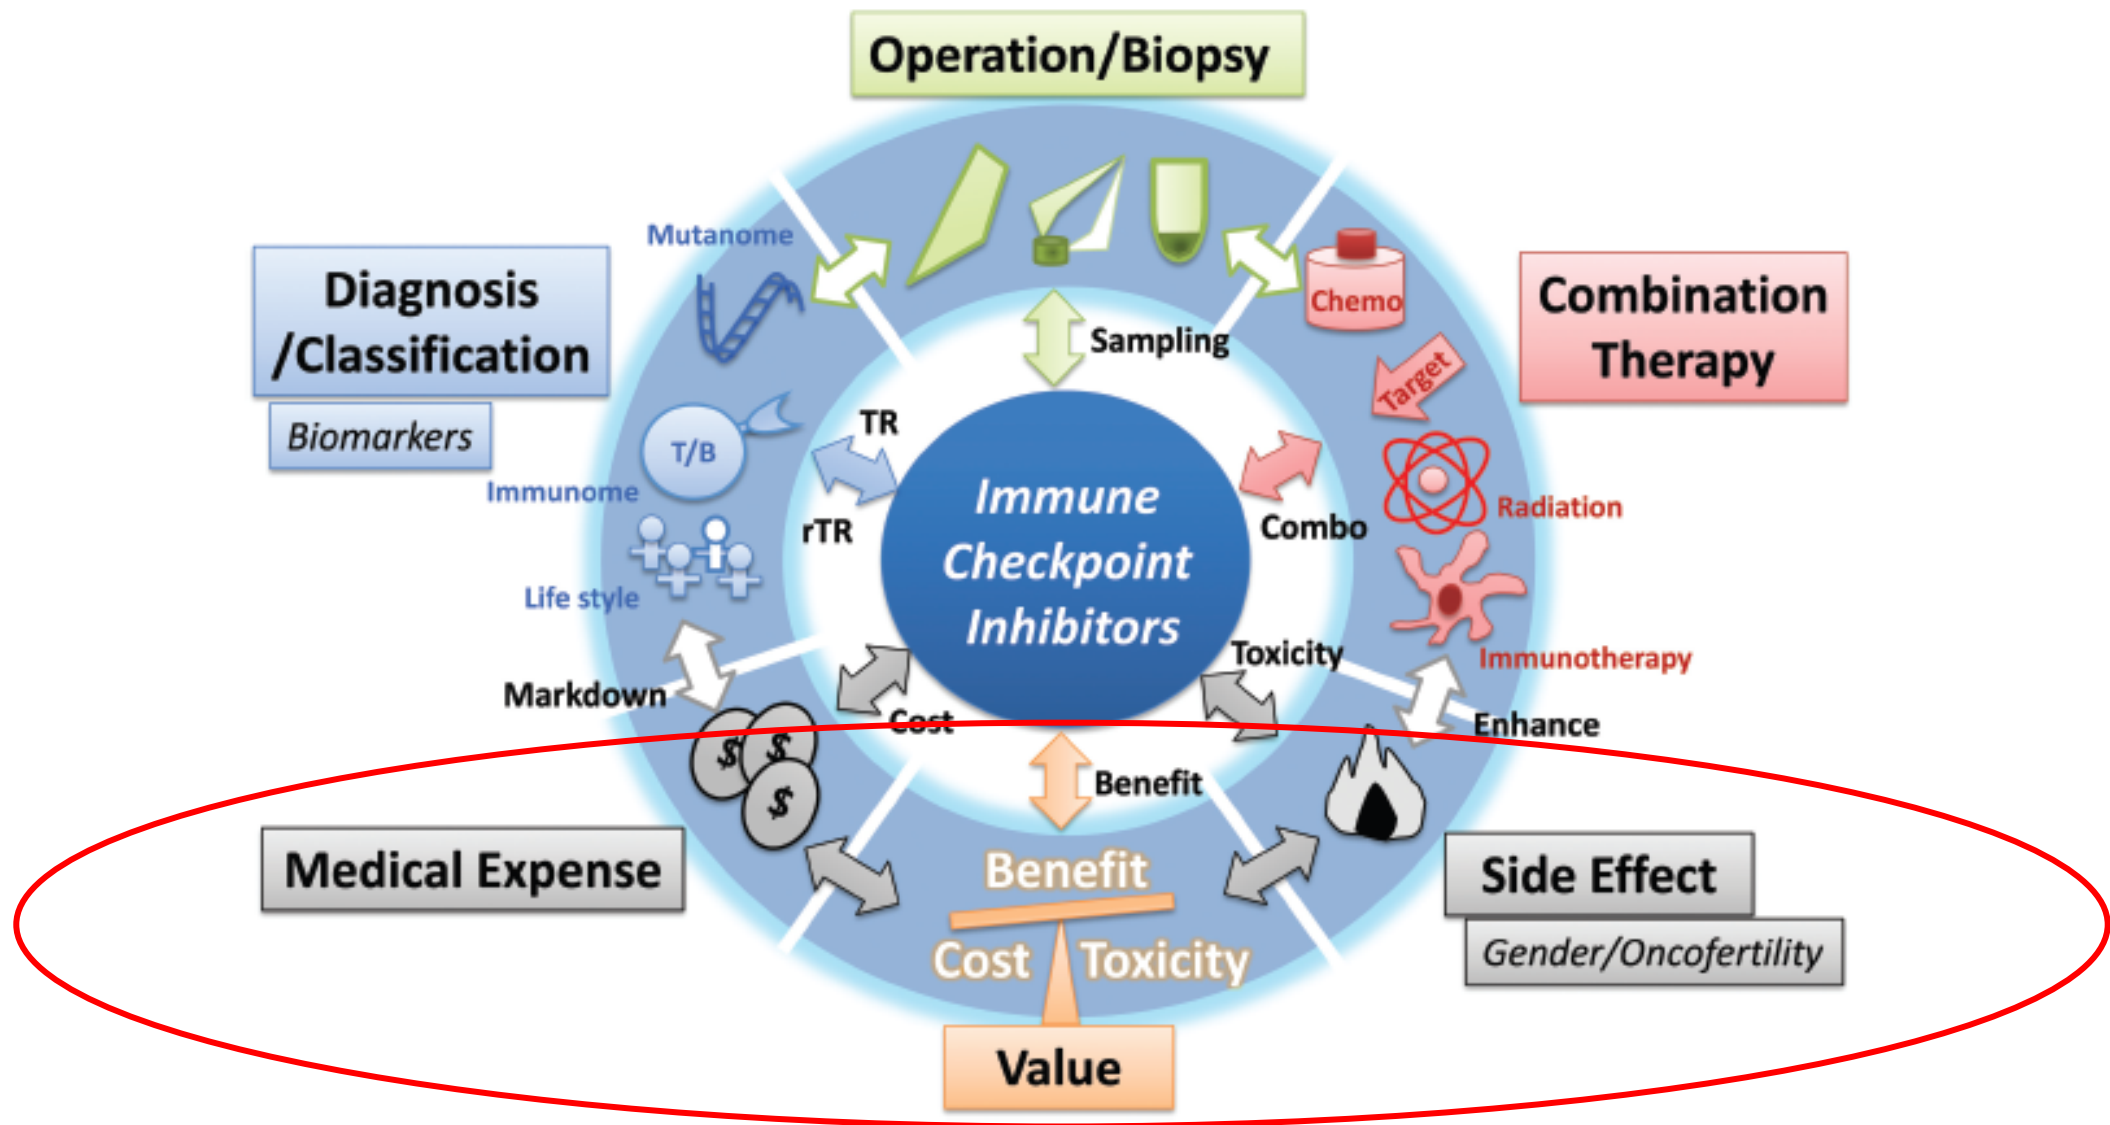 Operation/Biopsy
Mutanome
Diagnosis
/Classification
Biomarkers
Chemo
Combination
Therapy
Sampling
Target
TR
T/B
Immunome
rTR
Immune
Checkpoint
Inhibitors
Combo
Radiation
Life style
Toxicity
Immunotherapy
Markdown
Cost
Enhance
$
$
$
Benefit
Medical Expense
Benefit
Side Effect
Cost
Toxicity
Gender/Oncofertility
Value